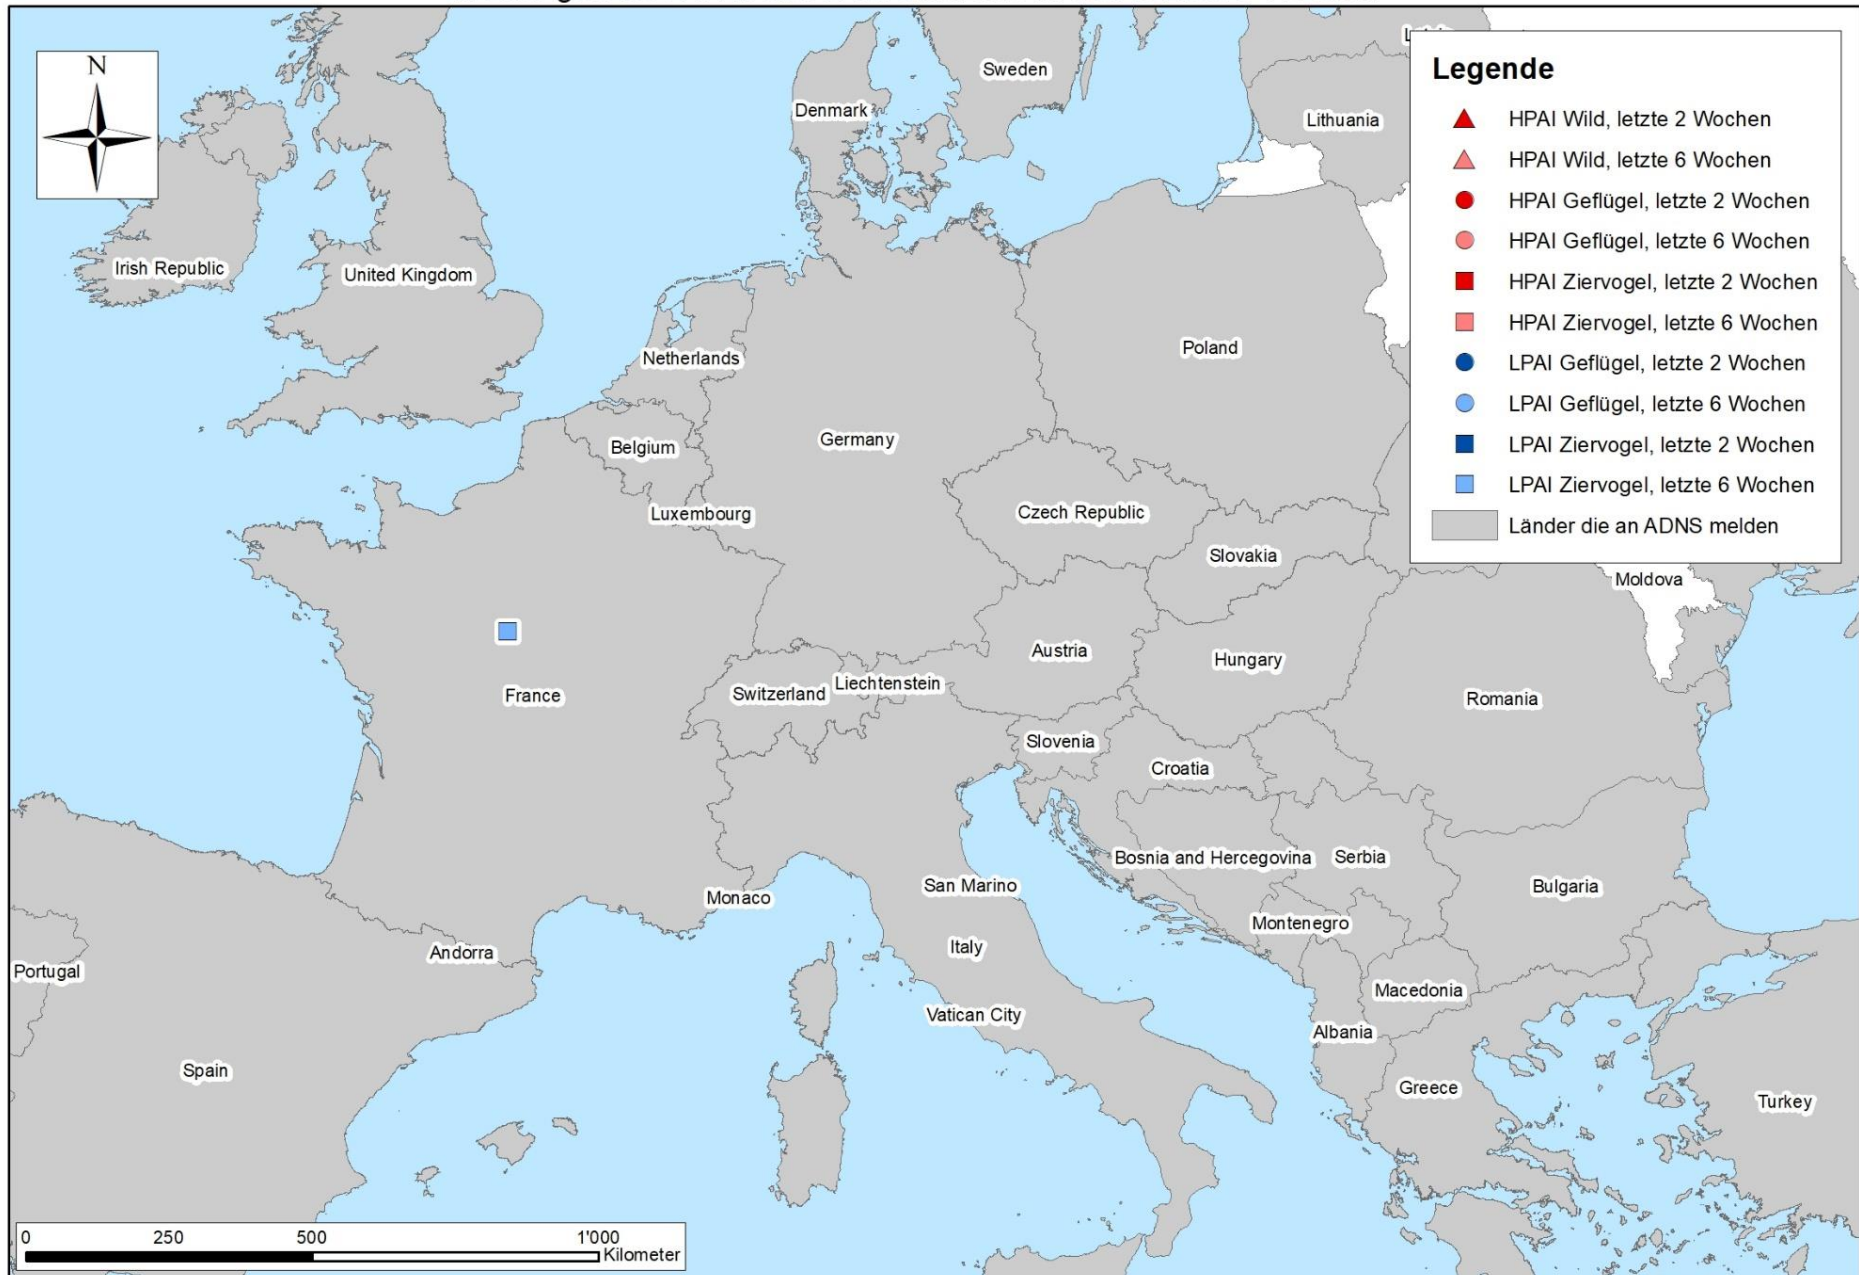 N
Legende
HPAI Wild, letzte 2 Wochen
HPAI Wild, letzte 6 Wochen
HPAI Geflügel, letzte 2 Wochen
HPAI Geflügel, letzte 6 Wochen
HPAI Ziervogel, letzte 2 Wochen
HPAI Ziervogel, letzte 6 Wochen
LPAI Geflügel, letzte 2 Wochen
LPAI Geflügel, letzte 6 Wochen
LPAI Ziervogel, letzte 2 Wochen
LPAI Ziervogel, letzte 6 Wochen
Länder die an ADNS melden
Sweden
Denmark
Lithuania
Irish Republic
United Kingdom
Netherlands
Poland
Germany
Belgium
Luxembourg
Czech Republic
Slovakia
Moldova
Austria
Hungary
Liechtenstein
Switzerland
France
Romania
Slovenia
Croatia
Bosnia and Hercegovina
Serbia
San Marino
Bulgaria
Monaco
Montenegro
Italy
Andorra
Portugal
Macedonia
Vatican City
Albania
Spain
Greece
Turkey
0 250 500 1'000
Kilometer